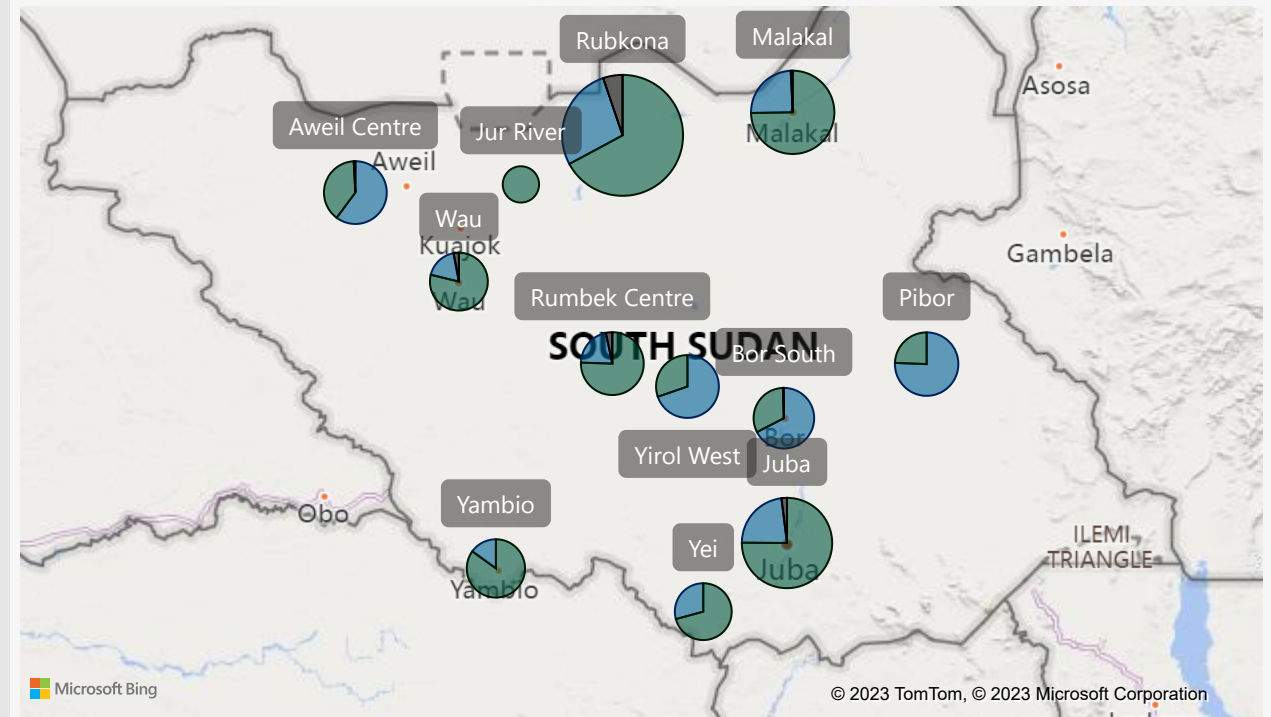 Rubkona
Malakal
Asosa
Aweil Centre
Jur River
Malakal
Aweil
Wau
Kuajok
Gambela
Wau
Rumbek Centre
Pibor
SOUTH SUDAN
Bor South
Bor
Yirol West
Juba
Yambio
Obo
Yei
ILEMI
TRIANGLE
Juba
Yambio
Microsoft Bing
© 2023 TomTom, © 2023 Microsoft Corporation